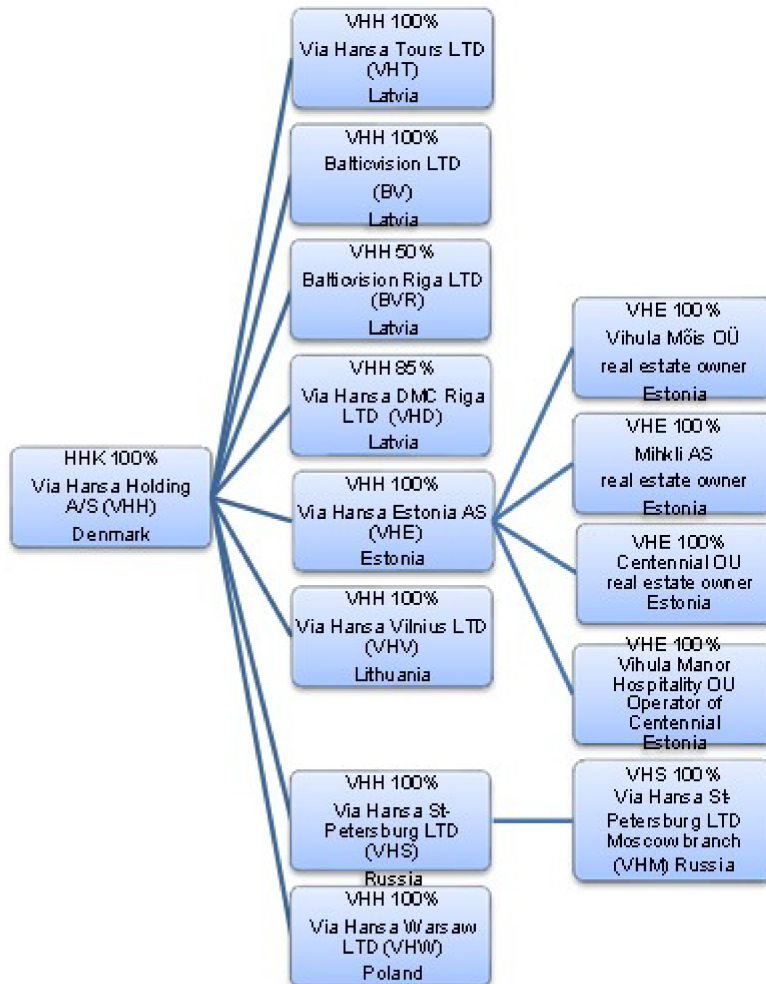 HHK 100%
Via Hansa Holding
A/S (VHH)
Denmark
VHH 100%
Via Hansa Tours LTD
(VHT)
Latvia
VHH 100%
Balticvision LTD
(BV)
Latvia
VHH 50%
Balticvision Riga LTD
(BVR)
Latvia
VHH 85%
Via Hansa DMC Riga
LTD (VHD)
Latvia
VHH 100%
Via Hansa Estonia AS
(VHE)
Estonia
VHE 100%
Vihula Mõis OÜ
real estate owner
Estonia
VHE 100%
Mihkli AS
real estate owner
Estonia
VHE 100%
Centennial OU
real estate owner
Estonia
VHE 100%
Vihula Manor
Hospitality OU
Operator of
Centennial
Estonia
VHH 100%
Via Hansa Vilnius LTD
(VHV)
Lithuania
VHH 100%
Via Hansa St-
Petersburg LTD
(VHS)
Russia
VHS 100%
Via Hansa St-
Petersburg LTD
Moscow branch
(VHM) Russia
VHH 100%
Via Hansa Warsaw
LTD (VHW)
Poland